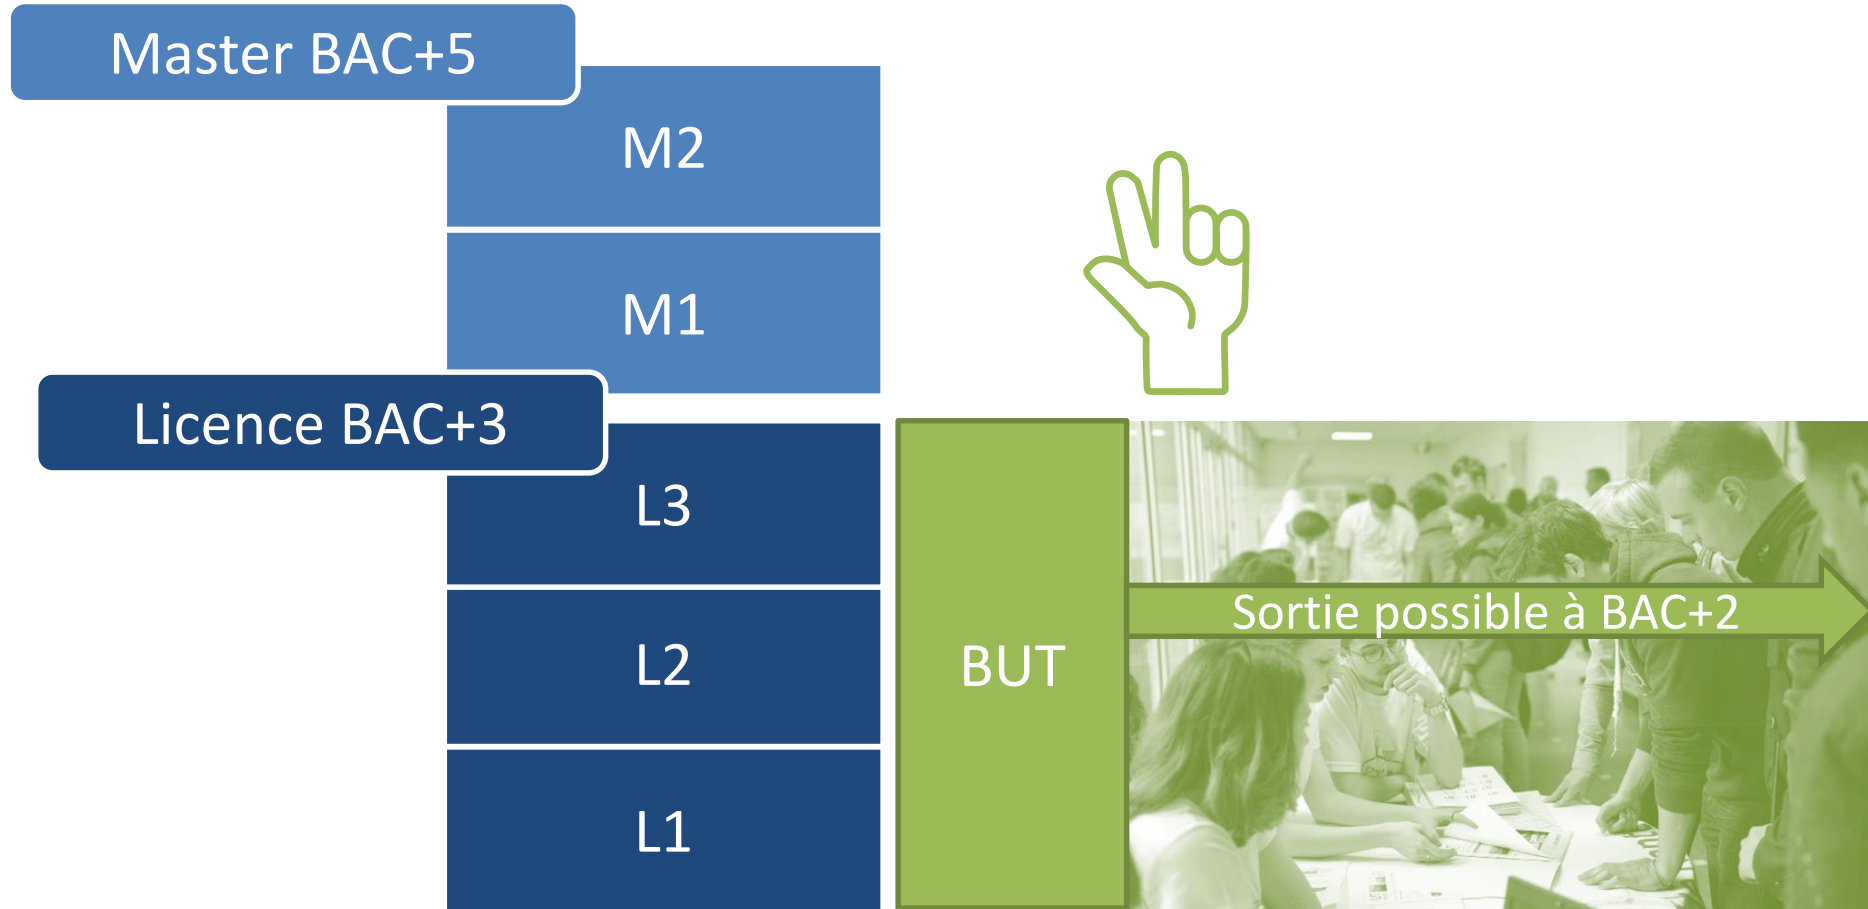 Master BAC+5
M2
M1
Licence BAC+3
L3
L2
L1
BUT
Sortie possible à BAC+2